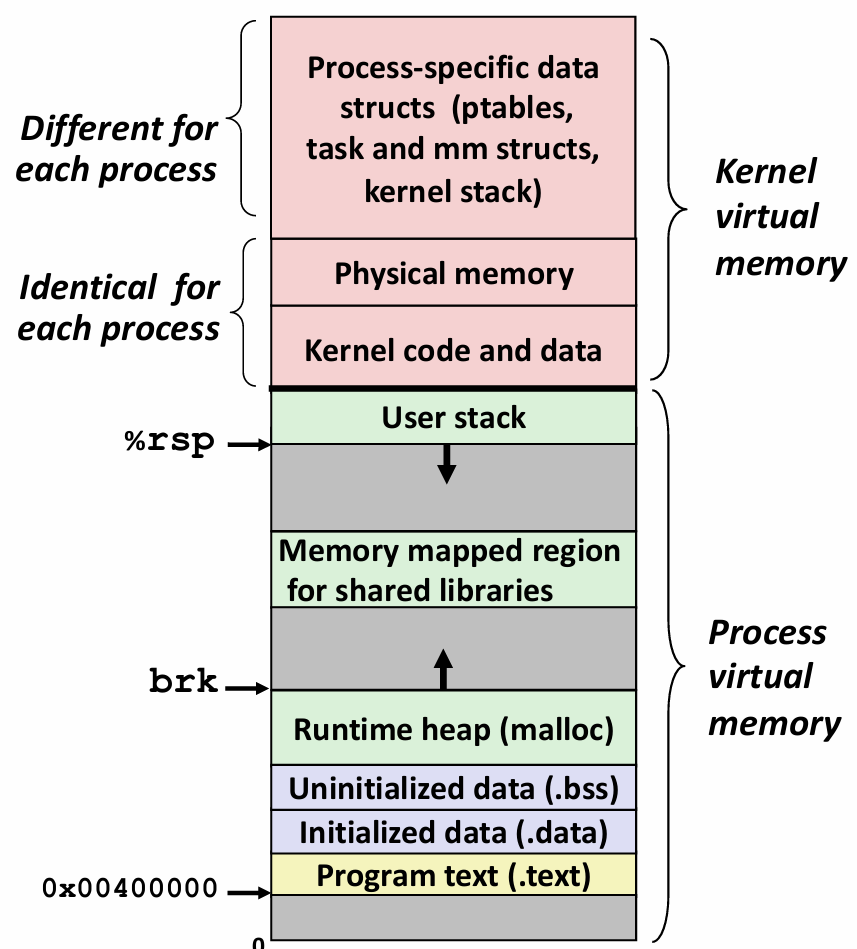 Process-specific data
structs (ptables,
task and mm structs,
kernel stack)
Different for
each process
Kernel
virtual
memory
Physical memory
Identical for
each process
Kernel code and data
User stack
%rsp
Memory mapped region
for shared libraries
Process
virtual
memory
brk
Runtime heap (malloc)
Uninitialized data (.bss)
Initialized data (.data)
Program text (.text)
0x00400000
0